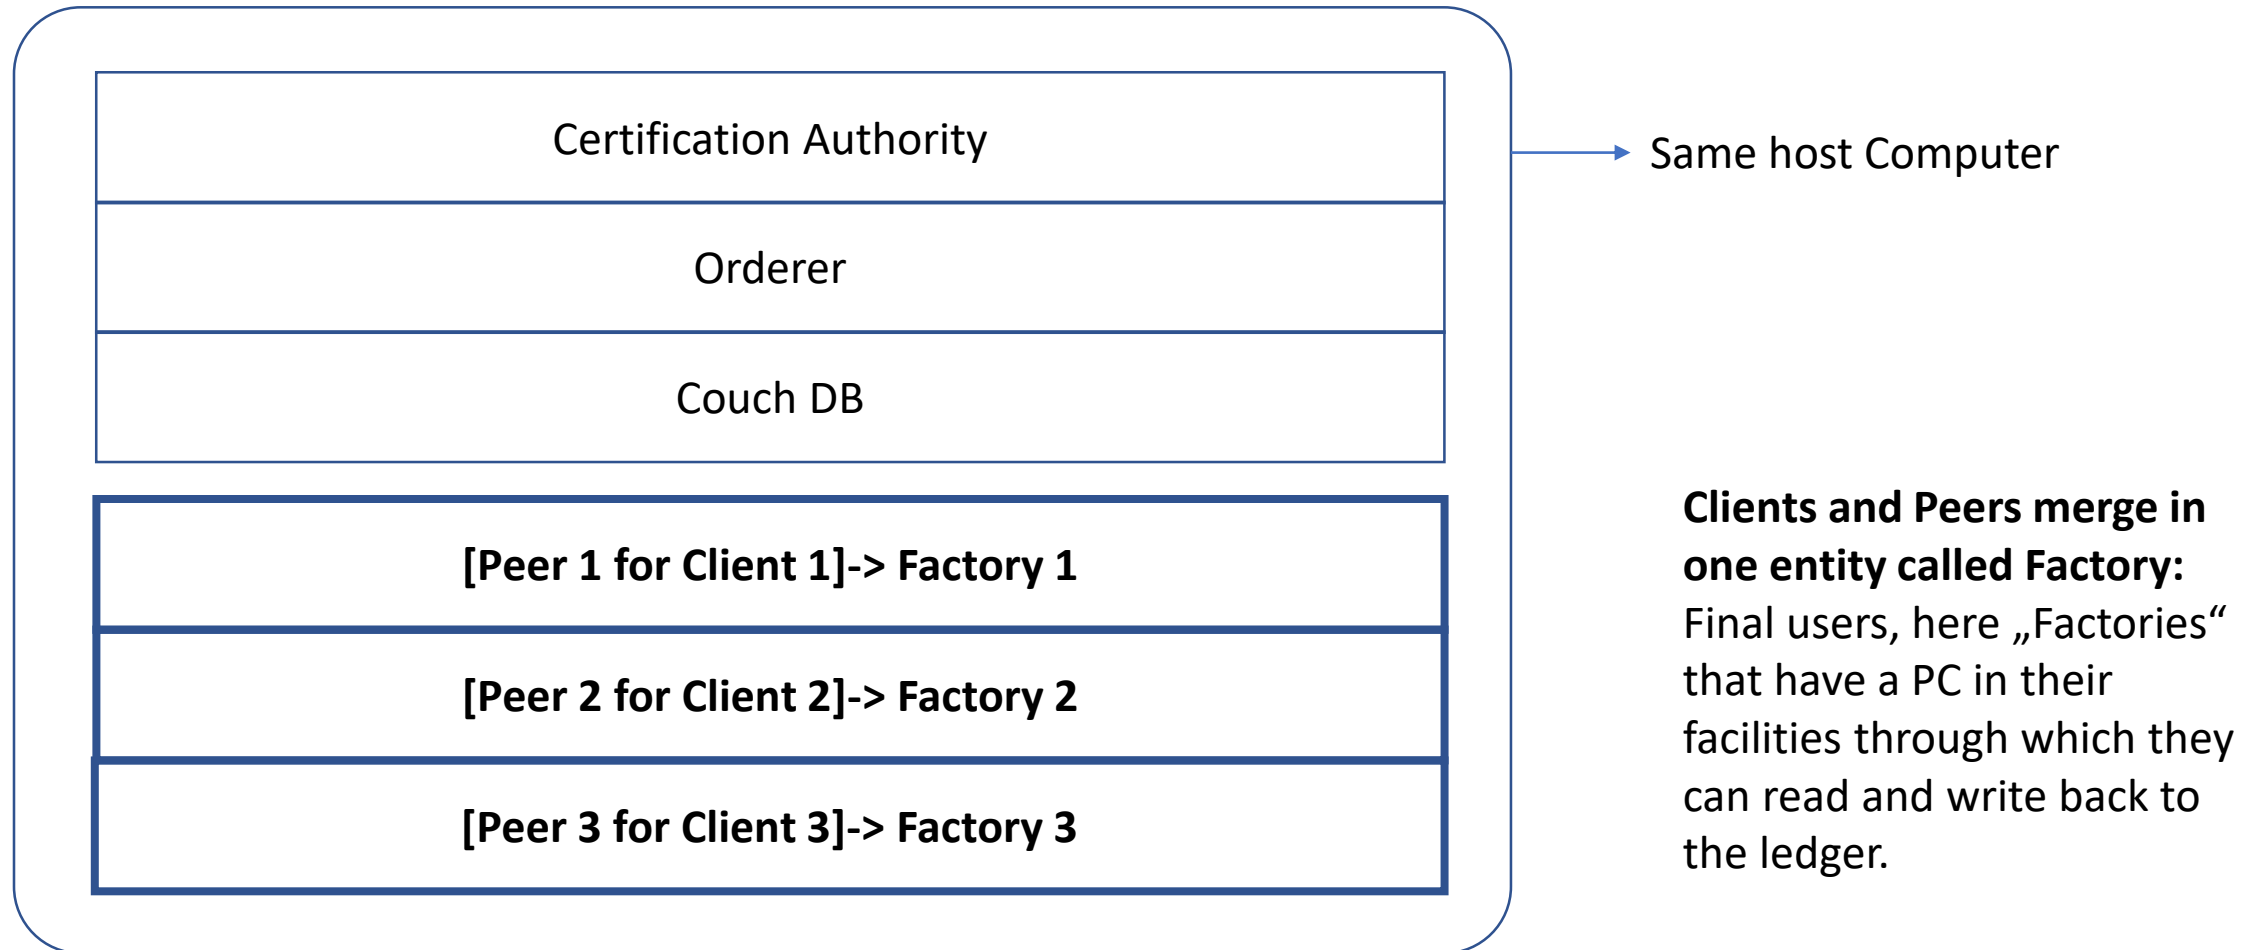 Certification Authority
Same host Computer
Orderer
Couch DB
[Peer 1 for Client 1]-> Factory 1
[Peer 2 for Client 2]-> Factory 2
[Peer 3 for Client 3]-> Factory 3
Clients and Peers merge in
one entity called Factory:
Final users, here „Factories“
that have a PC in their
facilities through which they
can read and write back to
the ledger.